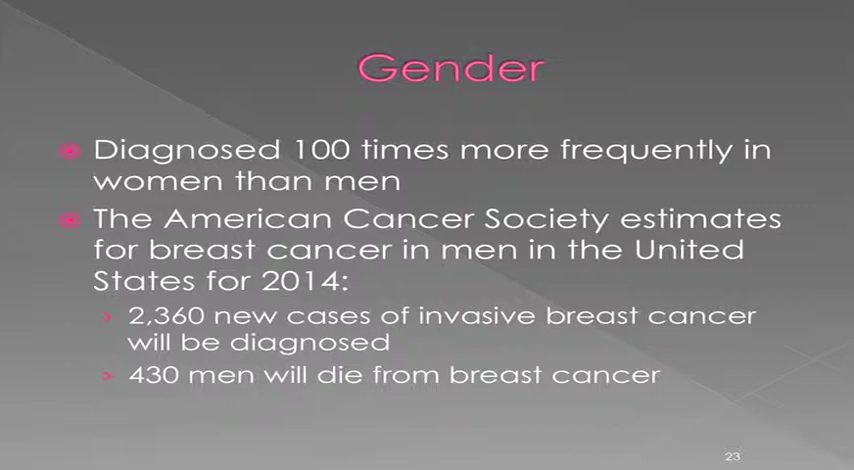 Gender
Diagnosed 100 times more frequently in
women than men
The American Cancer Society estimates
for breast cancer in men in the United
States for 2014:
2,360 new cases of invasive breast cancer
will be diagnosed
430 men will die from breast cancer
23